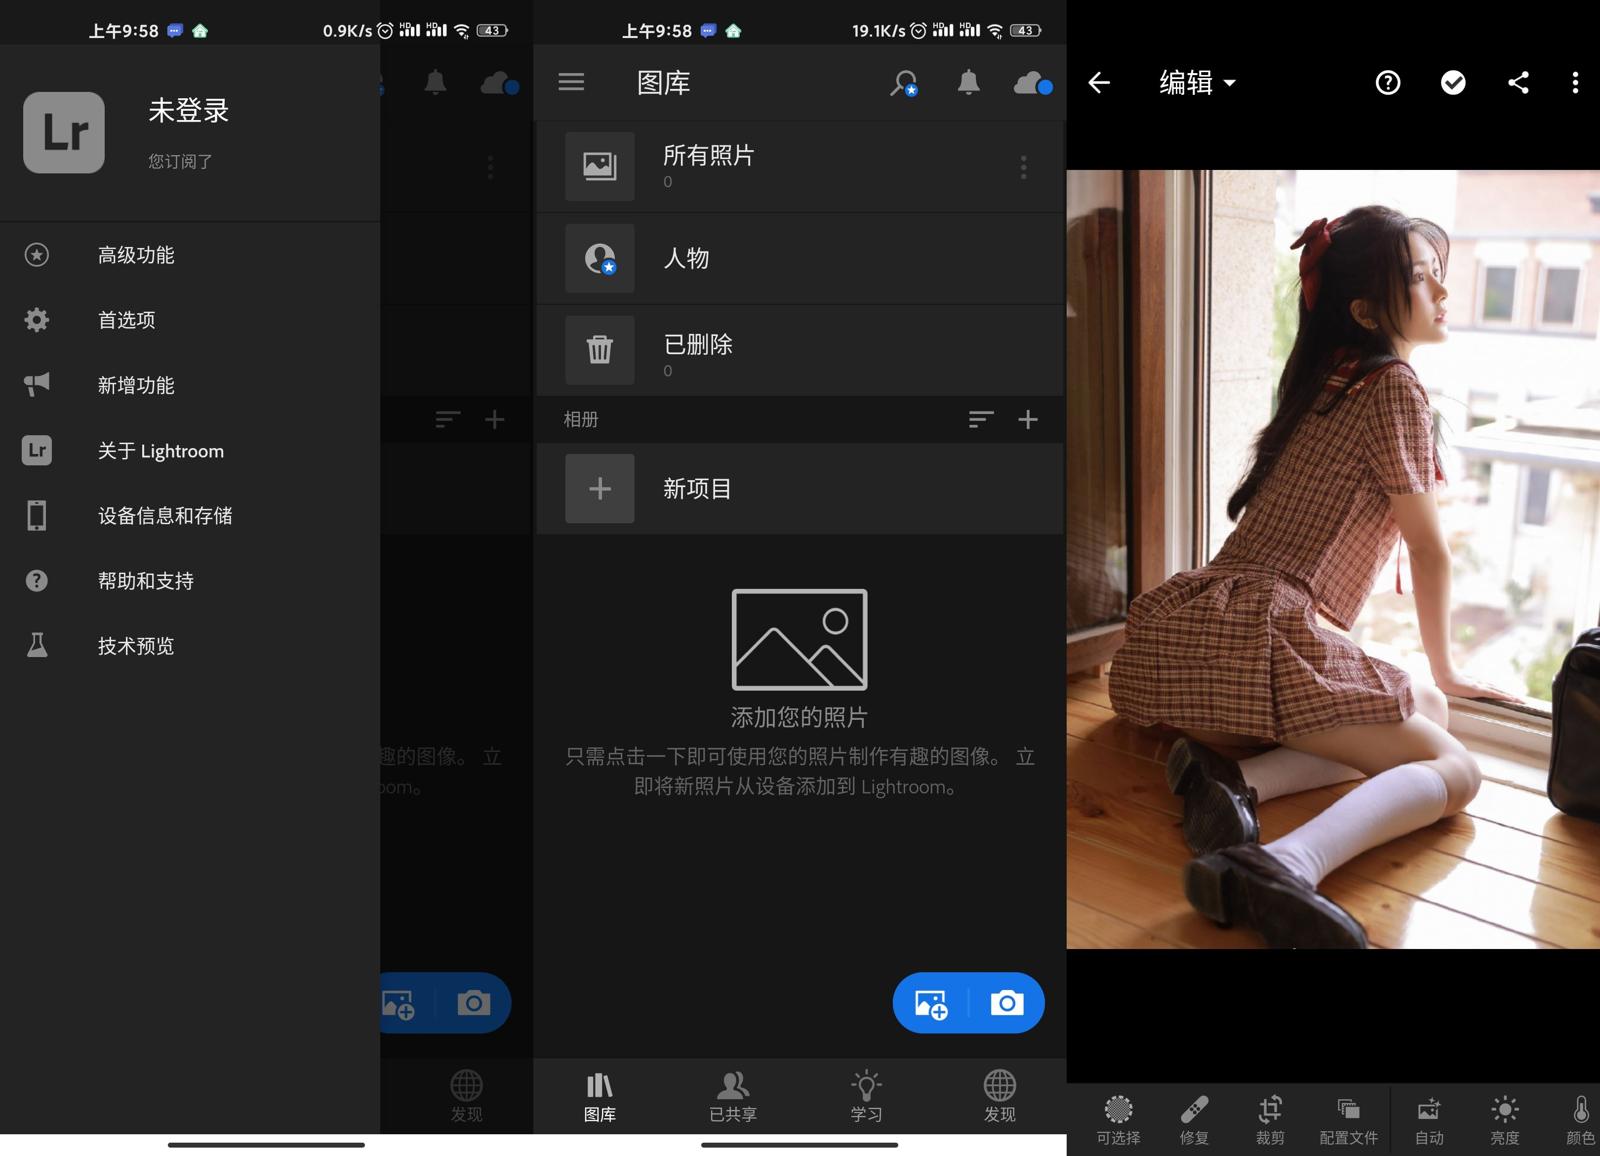 上午9:58
0.9K/s
HD
HD
43
Lr
未登录
您订阅了
高级功能
首选项
新增功能
Lr
关于 Lightroom
设备信息和存储
帮助和支持
技术预览
趣的图像。 立
oom。
发现
上午9:58
19.1K/s
HD
HD
43
图库
所有照片
0
人物
已删除
0
相册
新项目
添加您的照片
只需点击一下即可使用您的照片制作有趣的图像。 立
即将新照片从设备添加到 Lightroom。
图库
已共享
学习
发现
编辑
可选择
修复
裁剪
配置文件
自动
亮度
颜色